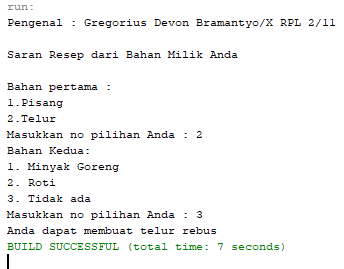 run:
Pengenal : Gregorius Devon Bramantyo/X RPL 2/11
Saran Resep dari Bahan Milik Anda
Bahan pertama :
1.Pisang
2.Telur
Masukkan no pilihan Anda : 2
Bahan Kedua:
1. Minyak Goreng
2. Roti
3. Tidak ada
Masukkan no pilihan Anda : 3
Anda dapat membuat telur rebus
BUILD SUCCESSFUL (total time: 7 seconds)